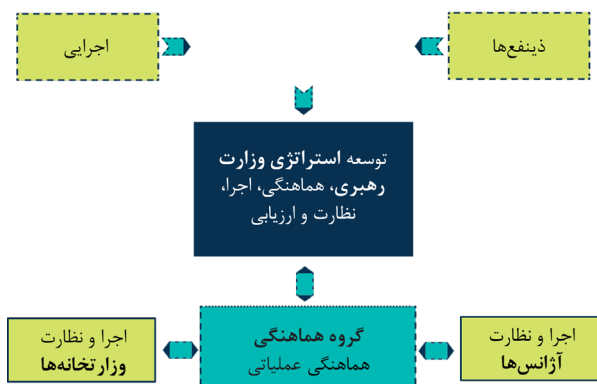 ذینفع‌ها
اجرایی
توسعه استراتژی وزارت
رهبری، هماهنگی، اجرا،
نظارت و ارزیابی
اجرا و نظارت
آژانس‌ها
گروه هماهنگی
هماهنگی عملیاتی
اجرا و نظارت
وزارتخانه‌ها